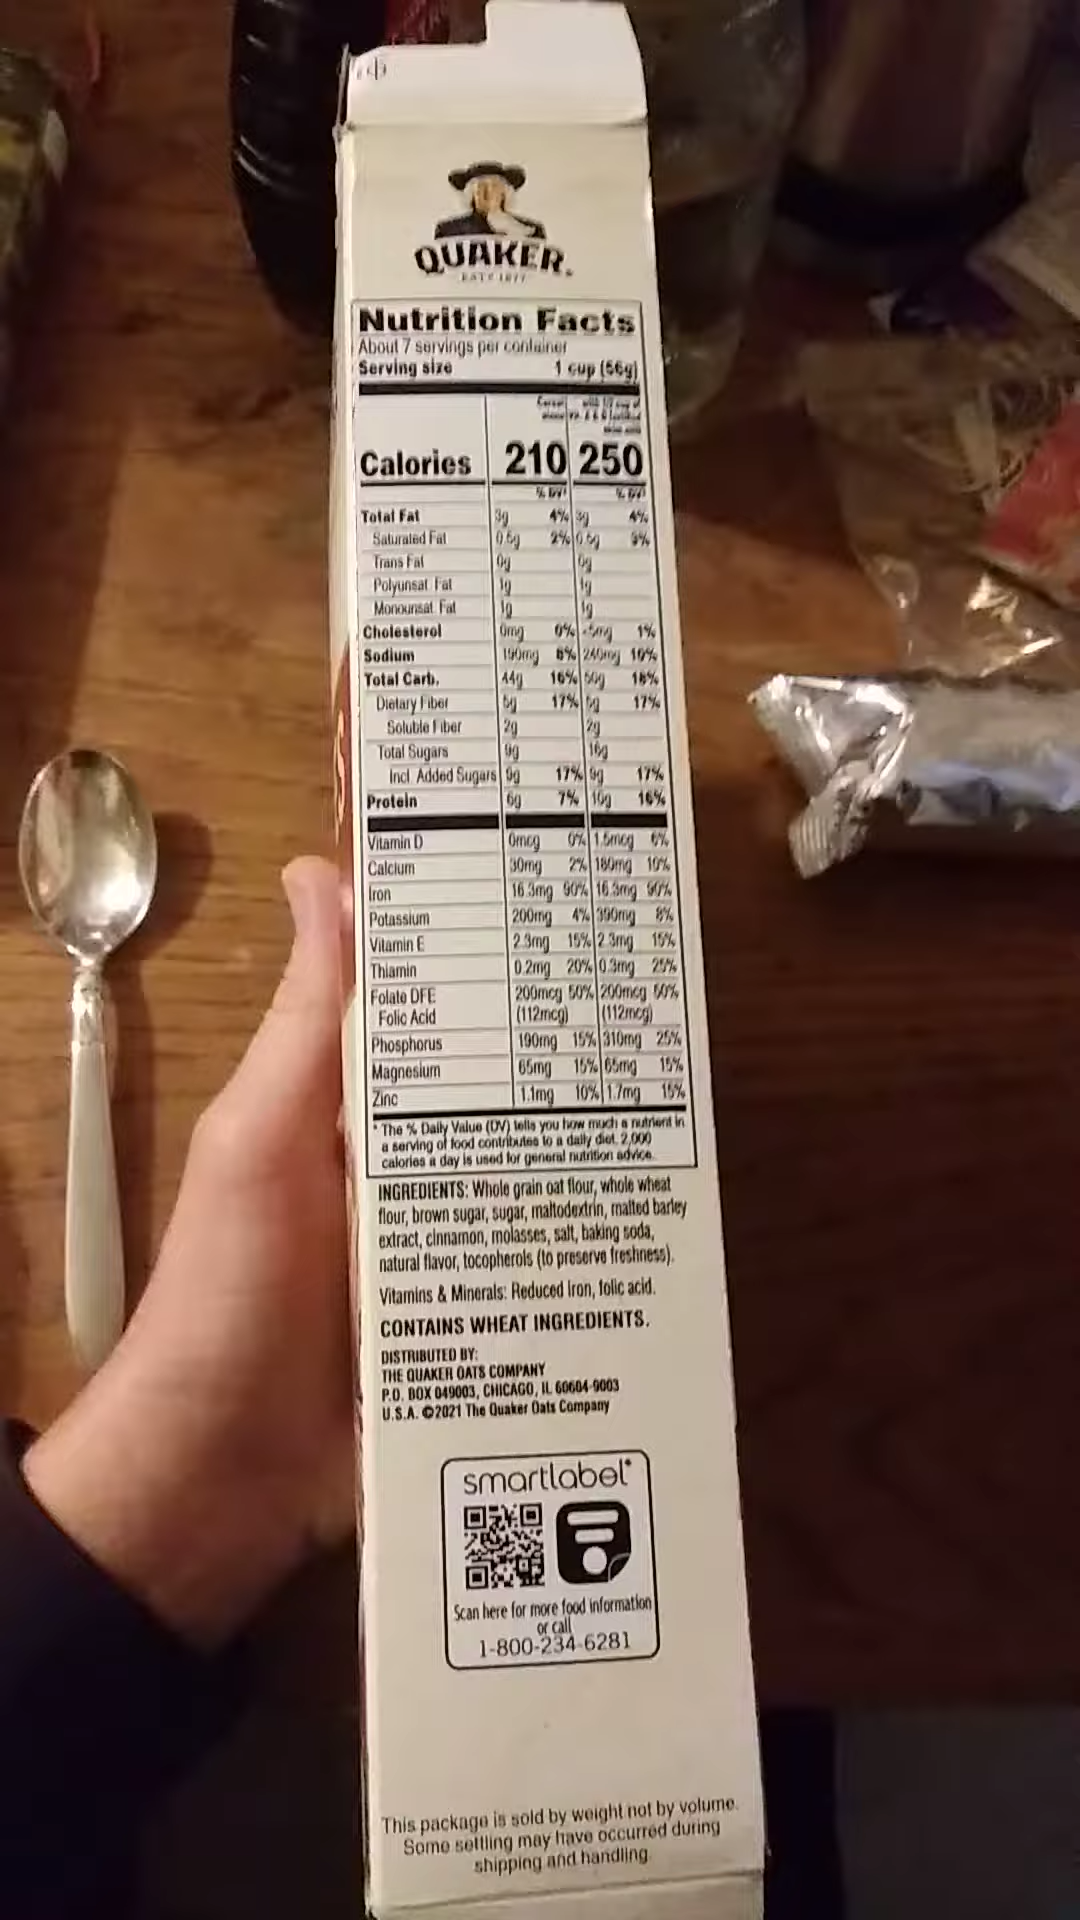 QUAKER.
Nutrition Facts
About 7 servings per container
Serving size 1 cup (56g)
Calories 210 250
% DV* % DV*
Total Fat 3g 4% 3g 4%
Saturated Fat 0.5g 2% 0.5g 3%
Trans Fat 0g 0g
Polyunsat. Fat 1g 1g
Monounsat. Fat 1g 1g
Cholesterol 0mg 0% <5mg 1%
Sodium 190mg 8% 240mg 10%
Total Carb. 44g 16% 50g 18%
Dietary Fiber 5g 17% 5g 17%
Soluble Fiber 2g 2g
Total Sugars 9g 16g
Incl. Added Sugars 9g 17% 9g 17%
Protein 6g 7% 10g 16%
Vitamin D 0mcg 0% 1.5mcg 6%
Calcium 30mg 2% 180mg 10%
Iron 16.3mg 90% 16.3mg 90%
Potassium 200mg 4% 390mg 8%
Vitamin E 2.3mg 15% 2.3mg 15%
Thiamin 0.2mg 20% 0.3mg 25%
Folate DFE 200mcg 50% 200mcg 50%
Folic Acid (112mcg) (112mcg)
Phosphorus 190mg 15% 310mg 25%
Magnesium 65mg 15% 65mg 15%
Zinc 1.1mg 10% 1.7mg 15%
* The % Daily Value (DV) tells you how much a nutrient in
a serving of food contributes to a daily diet. 2,000
calories a day is used for general nutrition advice.
INGREDIENTS: Whole grain oat flour, whole wheat
flour, brown sugar, sugar, maltodextrin, malted barley
extract, cinnamon, molasses, salt, baking soda,
natural flavor, tocopherols (to preserve freshness).
Vitamins & Minerals: Reduced iron, folic acid.
CONTAINS WHEAT INGREDIENTS.
DISTRIBUTED BY:
THE QUAKER OATS COMPANY
P.O. BOX 049003, CHICAGO, IL 60604-9003
U.S.A. ©2021 The Quaker Oats Company
smartlabel
Scan here for more food information
or call
1-800-234-6281
This package is sold by weight not by volume.
Some settling may have occurred during
shipping and handling.